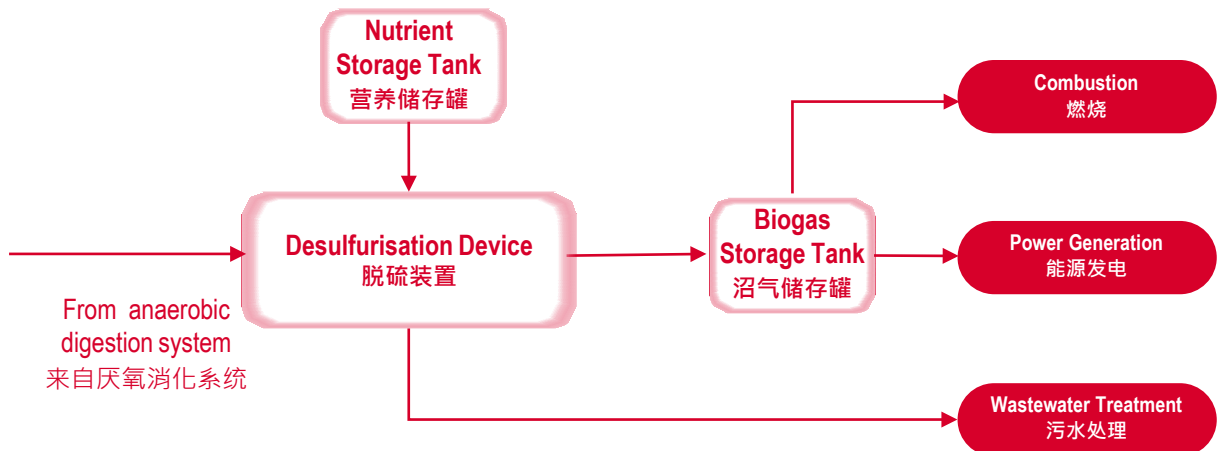 Nutrient
Storage Tank
营养储存罐
Combustion
燃烧
Desulfurisation Device
脱硫装置
Biogas
Storage Tank
沼气储存罐
Power Generation
能源发电
From anaerobic
digestion system
来自厌氧消化系统
Wastewater Treatment
污水处理